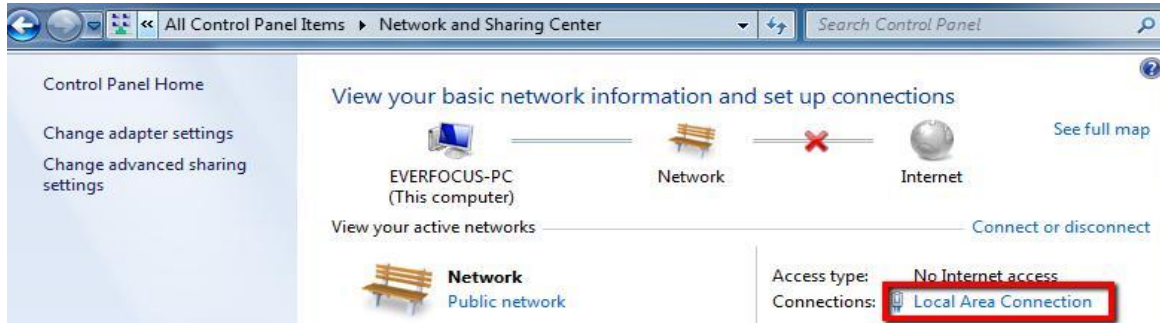 « All Control Panel Items ▸ Network and Sharing Center
Search Control Panel
Control Panel Home
Change adapter settings
Change advanced sharing
settings
View your basic network information and set up connections
See full map
EVERFOCUS-PC
(This computer)
Network
Internet
View your active networks
Connect or disconnect
Network
Public network
Access type: No Internet access
Connections: Local Area Connection